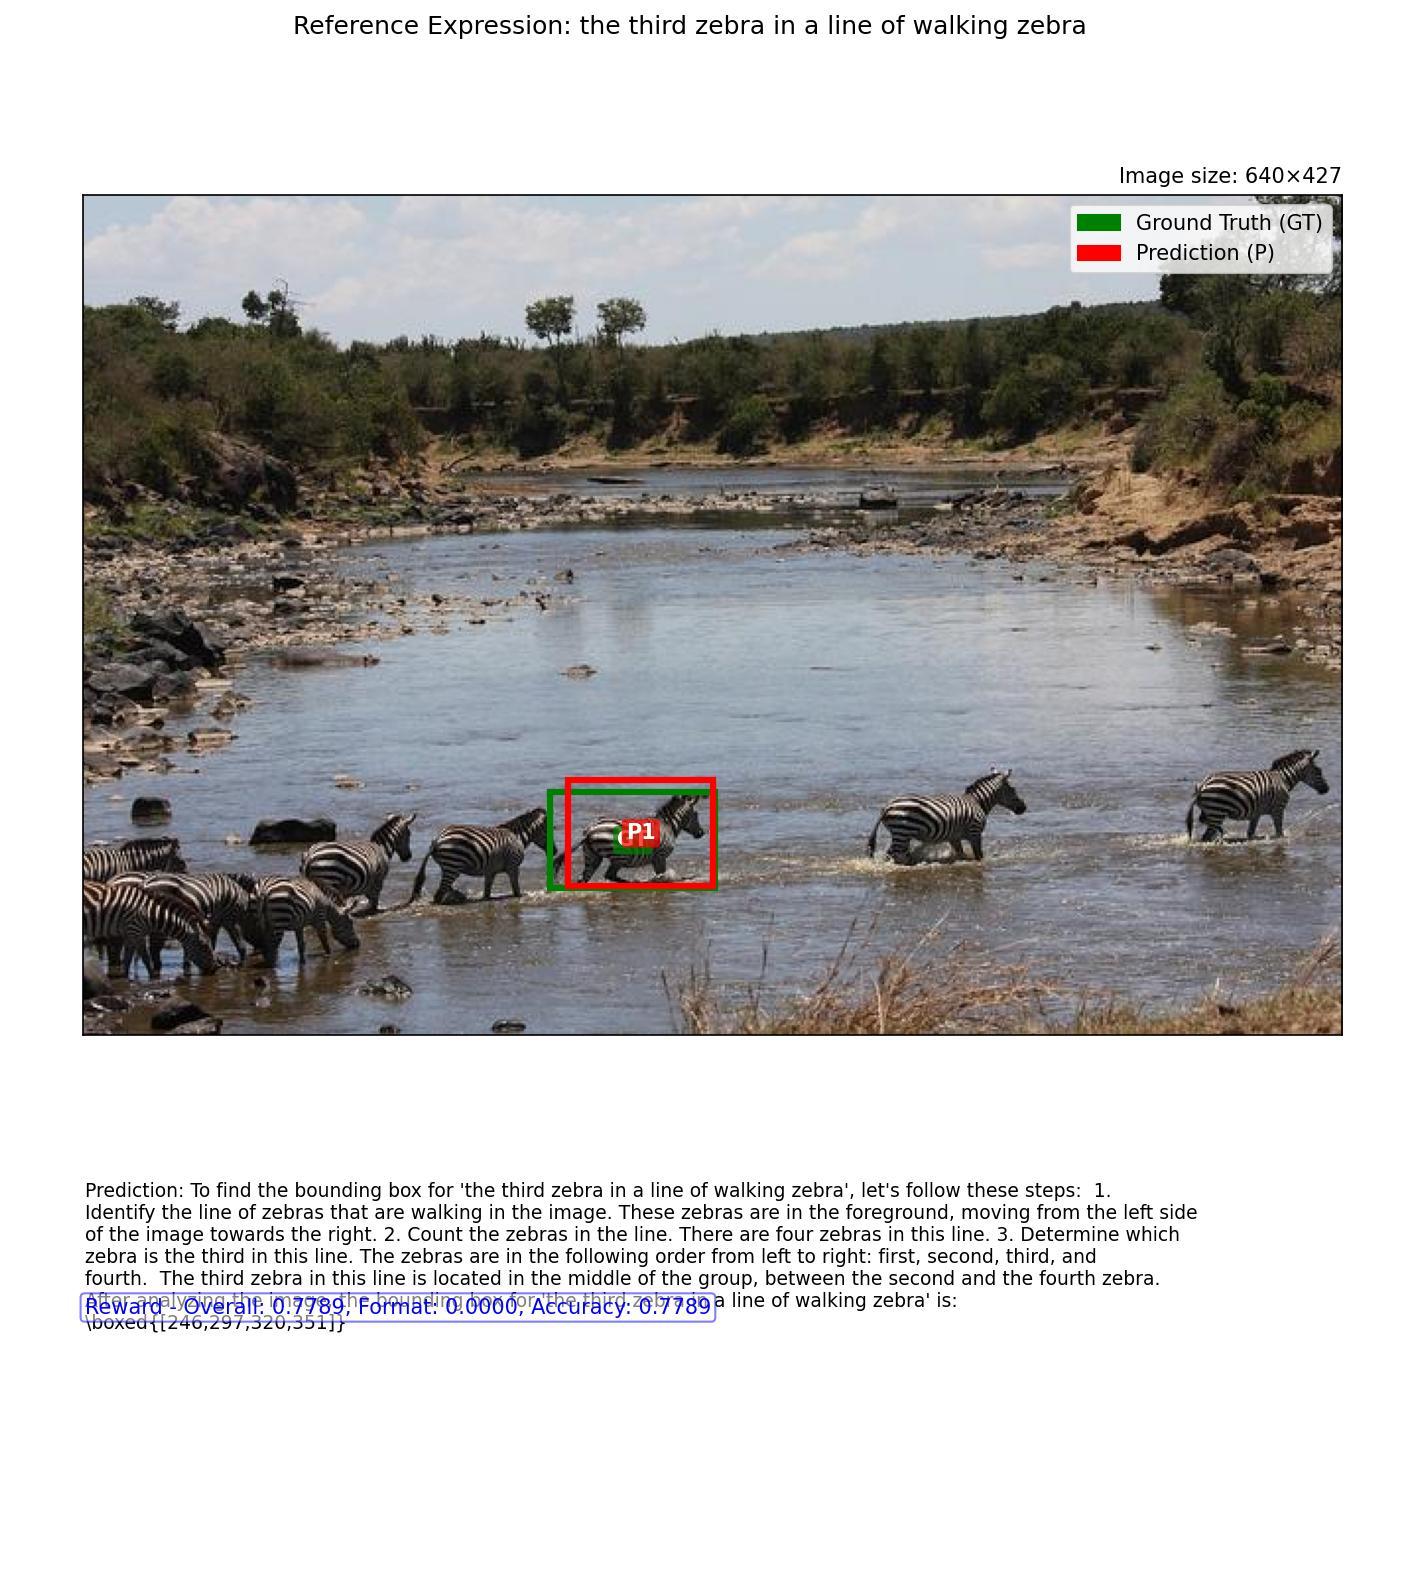 Reference Expression: the third zebra in a line of walking zebra
Image size: 640×427
Ground Truth (GT)
Prediction (P)
P1
Prediction: To find the bounding box for 'the third zebra in a line of walking zebra', let's follow these steps:  1.
Identify the line of zebras that are walking in the image. These zebras are in the foreground, moving from the left side
of the image towards the right. 2. Count the zebras in the line. There are four zebras in this line. 3. Determine which
zebra is the third in this line. The zebras are in the following order from left to right: first, second, third, and
fourth.  The third zebra in this line is located in the middle of the group, between the second and the fourth zebra.
After analyzing the image, the bounding box for 'the third zebra in a line of walking zebra' is:
Reward - Overall: 0.7789, Format: 0.0000, Accuracy: 0.7789
\boxed{[246,297,320,351]}